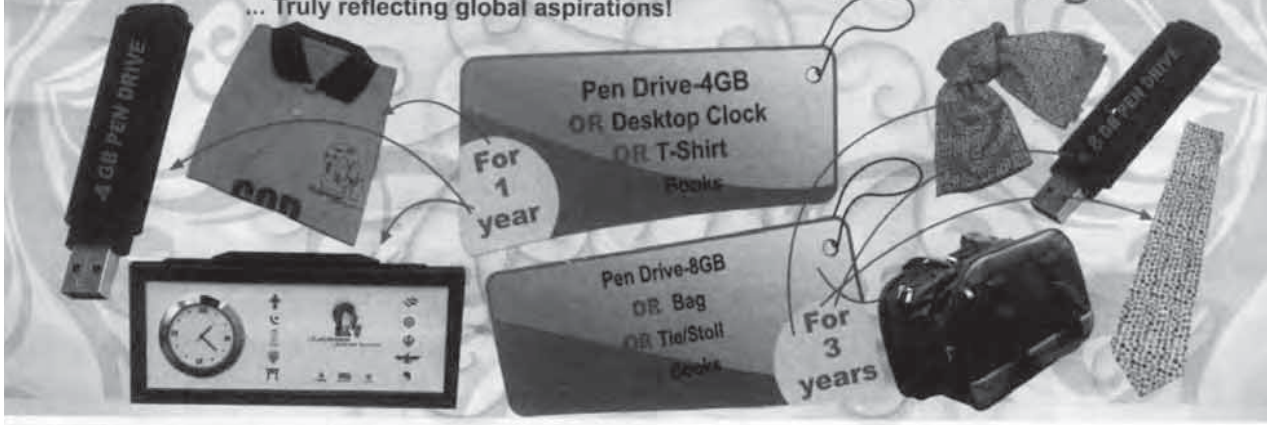 ... Truly reflecting global aspirations!
4 GB PEN DRIVE
Pen Drive-4GB
OR Desktop Clock
OR T-Shirt
Books
For
1
year
8 GB PEN DRIVE
Pen Drive-8GB
OR Bag
OR Tie/Stoll
Books
For
3
years